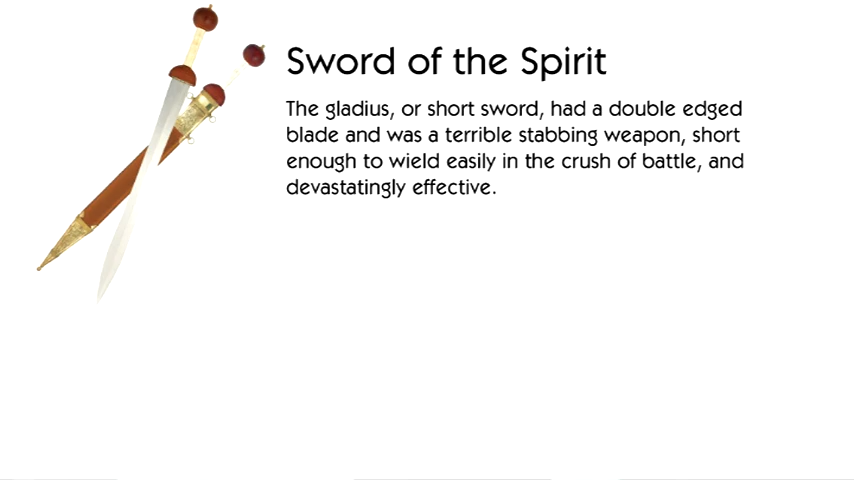 Sword of the Spirit
The gladius, or short sword, had a double edged
blade and was a terrible stabbing weapon, short
enough to wield easily in the crush of battle, and
devastatingly effective.